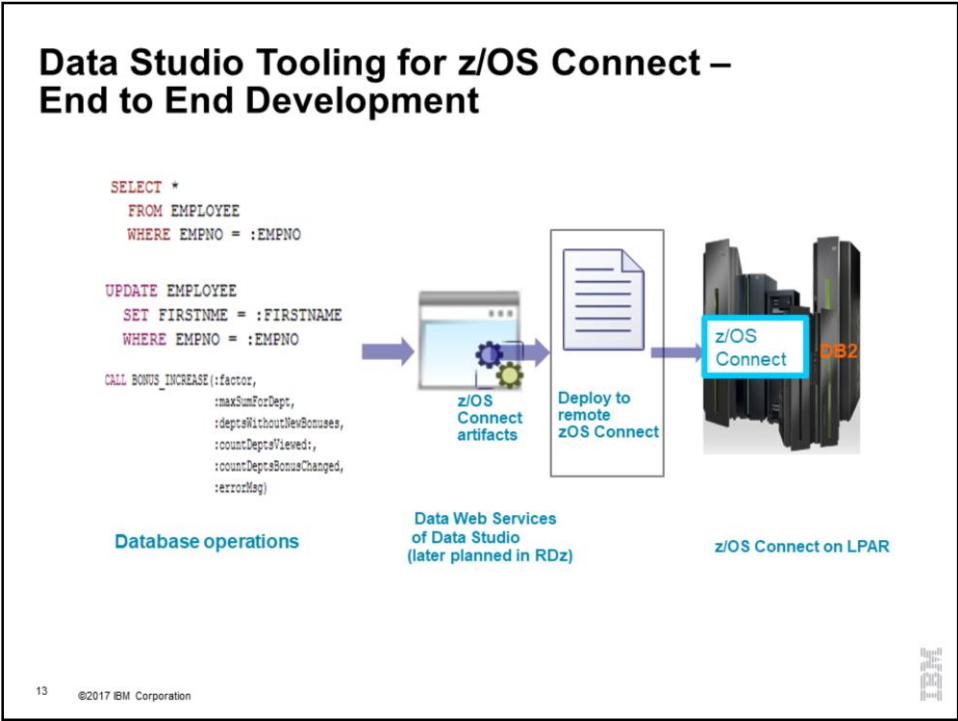 Data Studio Tooling for z/OS Connect –
End to End Development
SELECT *
FROM EMPLOYEE
WHERE EMPNO = :EMPNO
UPDATE EMPLOYEE
SET FIRSTNME = :FIRSTNAME
WHERE EMPNO = :EMPNO
CALL BONUS_INCREASE(:factor,
:maxSumForDept,
:deptsWithoutNewBonuses,
:countDeptsViewed:,
:countDeptsBonusChanged,
:errorMsg)
Database operations
z/OS
Connect
artifacts
Data Web Services
of Data Studio
(later planned in RDz)
Deploy to
remote
zOS Connect
z/OS
Connect
DB2
z/OS Connect on LPAR
13
©2017 IBM Corporation
IBM